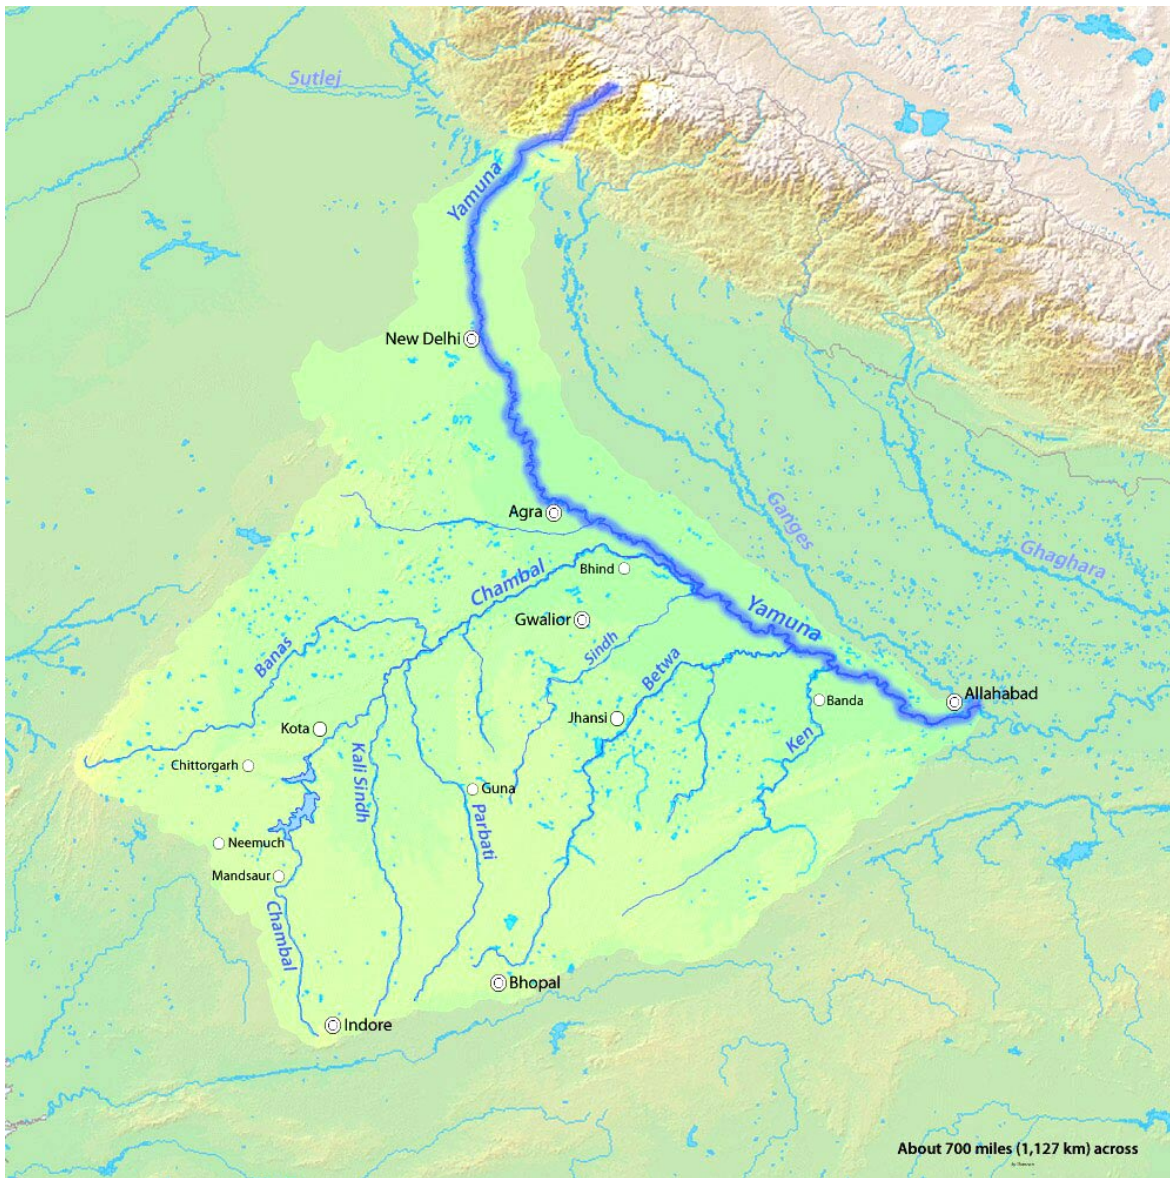 Sutlej
Yamuna
New Delhi
Agra
Ganges
Ghaghara
Chambal
Bhind
Gwalior
Yamuna
Sindh
Banas
Betwa
Allahabad
Banda
Jhansi
Kota
Ken
Chittorgarh
Kali Sindh
Guna
Parbati
Neemuch
Mandsaur
Chambal
Bhopal
Indore
About 700 miles (1,127 km) across